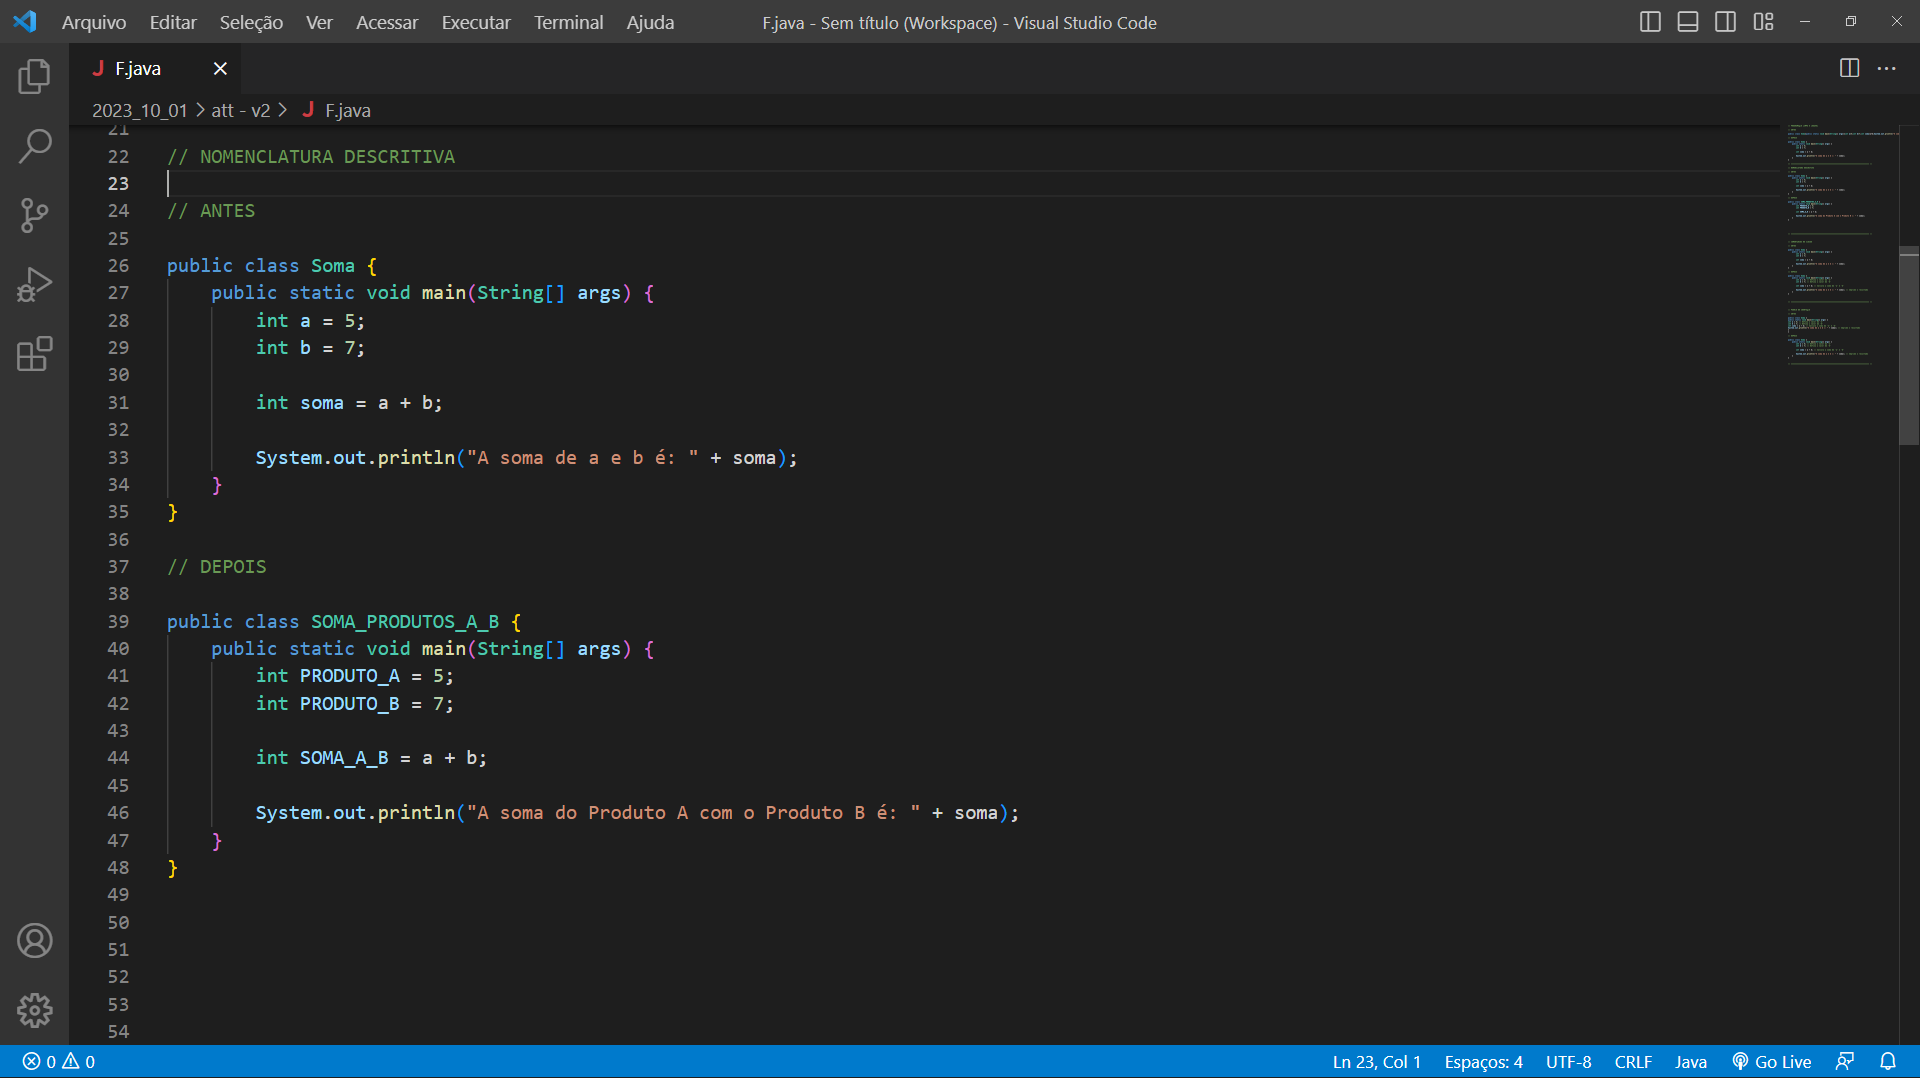 Arquivo Editar Seleção Ver Acessar Executar Terminal Ajuda F.java - Sem título (Workspace) - Visual Studio Code
J F.java
2023_10_01 > att - v2 > J F.java
21
22 // NOMENCLATURA DESCRITIVA
23
24 // ANTES
25
26 public class Soma {
27 public static void main(String[] args) {
28 int a = 5;
29 int b = 7;
30
31 int soma = a + b;
32
33 System.out.println("A soma de a e b é: " + soma);
34 }
35 }
36
37 // DEPOIS
38
39 public class SOMA_PRODUTOS_A_B {
40 public static void main(String[] args) {
41 int PRODUTO_A = 5;
42 int PRODUTO_B = 7;
43
44 int SOMA_A_B = a + b;
45
46 System.out.println("A soma do Produto A com o Produto B é: " + soma);
47 }
48 }
49
50
51
52
53
54
0 0 Ln 23, Col 1 Espaços: 4 UTF-8 CRLF Java Go Live